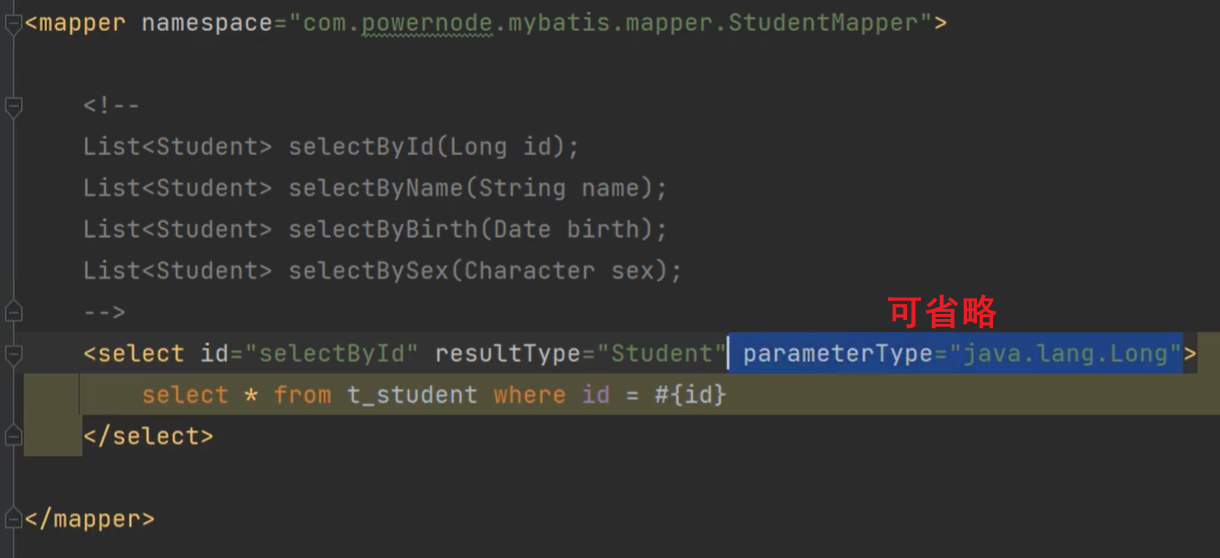 <mapper namespace="com.powernode.mybatis.mapper.StudentMapper">
<!--
List<Student> selectById(Long id);
List<Student> selectByName(String name);
List<Student> selectByBirth(Date birth);
List<Student> selectBySex(Character sex);
-->
可省略
<select id="selectById" resultType="Student" parameterType="java.lang.Long">
select * from t_student where id = #{id}
</select>
</mapper>